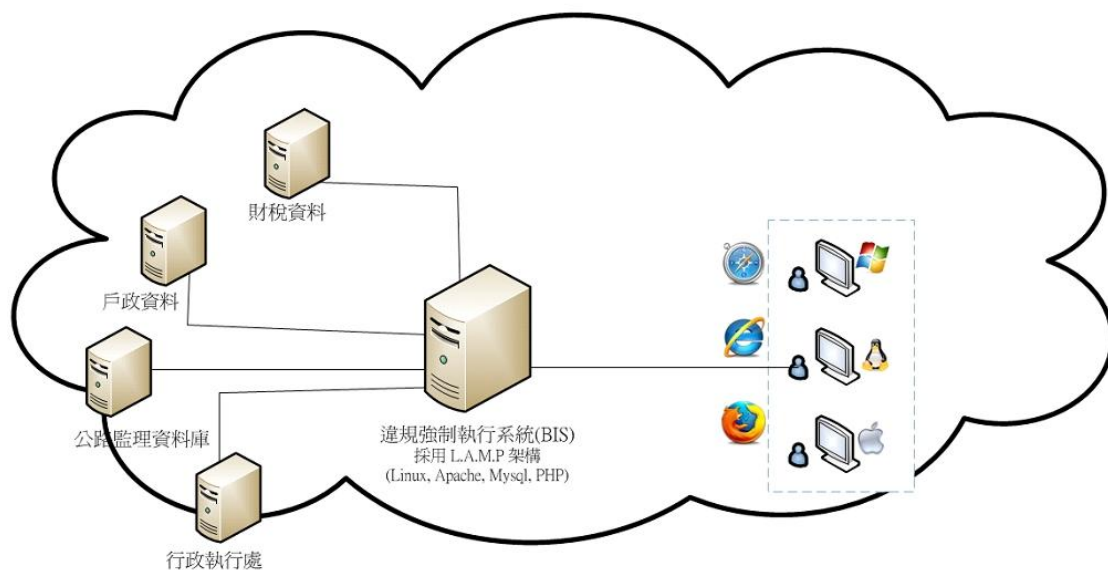 財稅資料
戶政資料
公路監理資料庫
違規強制執行系統(BIS)
採用 L.A.M.P 架構
(Linux, Apache, Mysql, PHP)
行政執行處